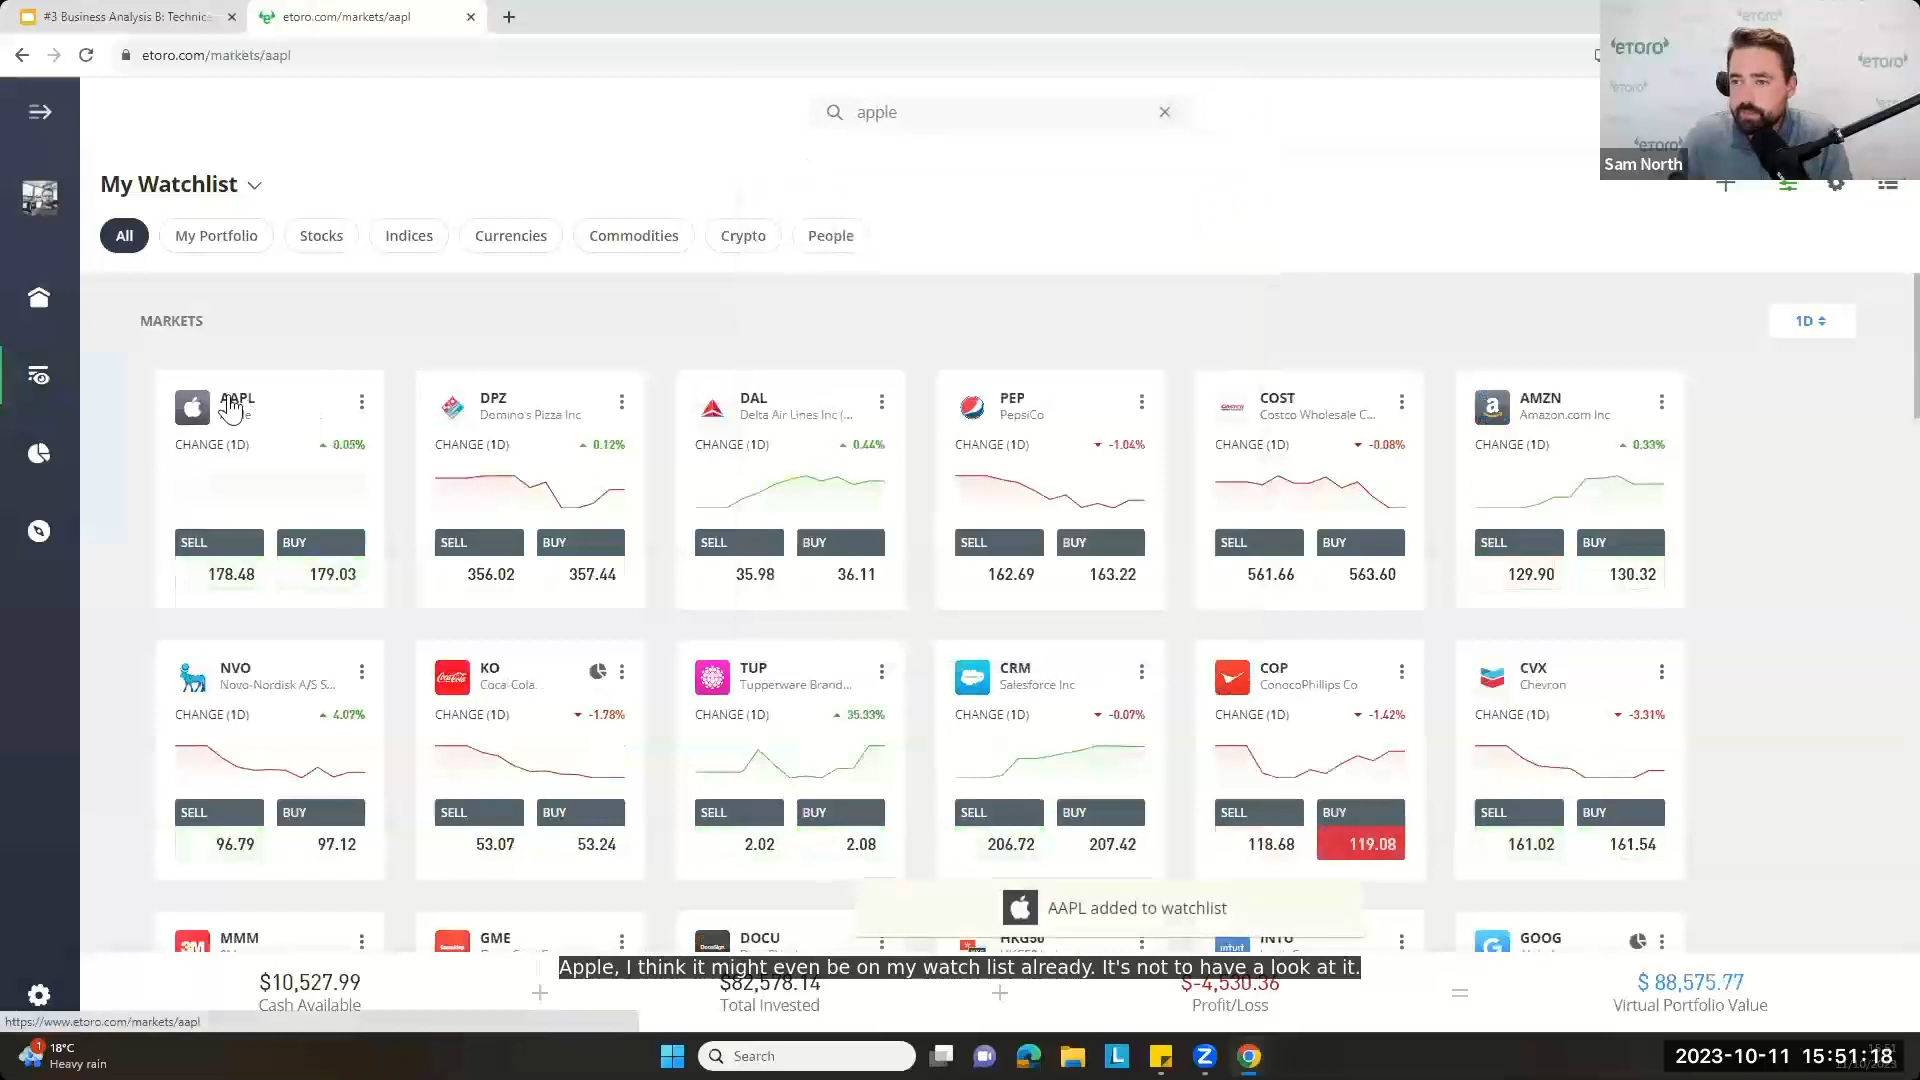 #3 Business Analysis B: Technic
etoro.com/markets/aapl
etoro.com/markets/aapl
apple
eToro
eToro
Sam North
My Watchlist
All
My Portfolio
Stocks
Indices
Currencies
Commodities
Crypto
People
MARKETS
1D
AAPL
DPZ
DAL
PEP
COST
AMZN
Domino's Pizza Inc
Delta Air Lines Inc (...
PepsiCo
Costco Wholesale C...
Amazon.com Inc
CHANGE (1D) 0.05%
CHANGE (1D) 0.12%
CHANGE (1D) 0.44%
CHANGE (1D) -1.04%
CHANGE (1D) -0.08%
CHANGE (1D) 0.33%
SELL BUY
SELL BUY
SELL BUY
SELL BUY
SELL BUY
SELL BUY
178.48 179.03
356.02 357.44
35.98 36.11
162.69 163.22
561.66 563.60
129.90 130.32
NVO
KO
TUP
CRM
COP
CVX
Novo-Nordisk A/S S...
Coca-Cola
Tupperware Brand...
Salesforce Inc
ConocoPhillips Co
Chevron
CHANGE (1D) 4.07%
CHANGE (1D) -1.78%
CHANGE (1D) 35.33%
CHANGE (1D) -0.07%
CHANGE (1D) -1.42%
CHANGE (1D) -3.31%
SELL BUY
SELL BUY
SELL BUY
SELL BUY
SELL BUY
SELL BUY
96.79 97.12
53.07 53.24
2.02 2.08
206.72 207.42
118.68 119.08
161.02 161.54
AAPL added to watchlist
MMM
GME
DOCU
HKG50
INTU
GOOG
Apple, I think it might even be on my watch list already. It's not to have a look at it.
$10,527.99
Cash Available
+
$82,578.14
Total Invested
+
$-4,530.36
Profit/Loss
=
$ 88,575.77
Virtual Portfolio Value
https://www.etoro.com/markets/aapl
1
18°C
Heavy rain
Search
2023-10-11 15:51:18